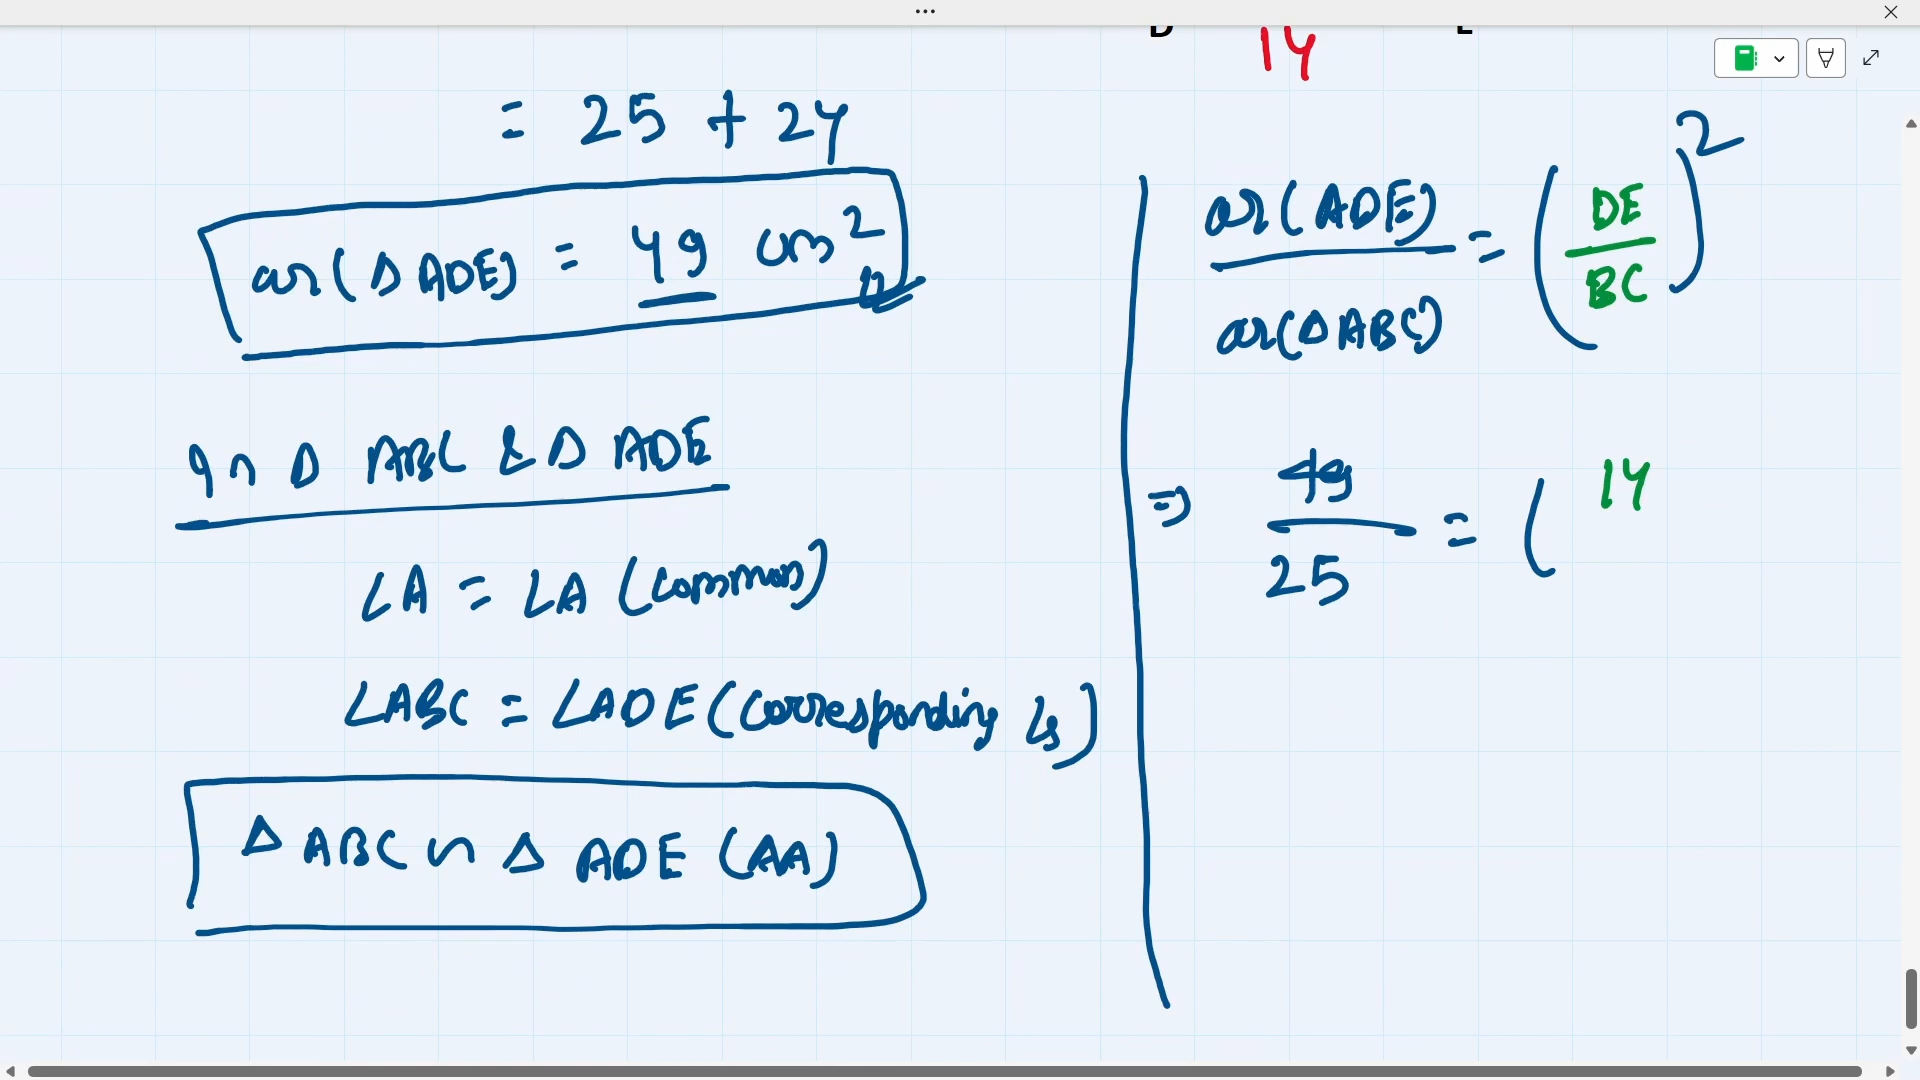 D 14 E
= 25 + 24
ar(Δ ADE) = 49 cm²
In Δ ABC & Δ ADE
∠A = ∠A (common)
∠ABC = ∠ADE (corresponding ∠s)
Δ ABC ~ Δ ADE (AA)
ar(ADE)/ar(ΔABC) = (DE/BC)²
⇒ 49/25 = ( 14